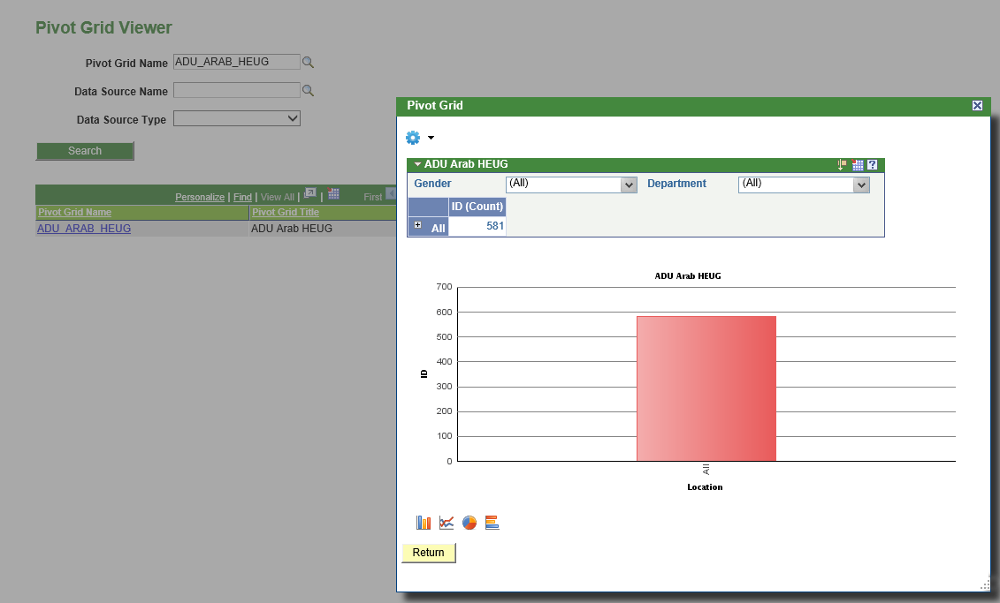 Pivot Grid Viewer
Pivot Grid Name ADU_ARAB_HEUG
Data Source Name
Data Source Type
Search
Personalize | Find | View All | | First
Pivot Grid Name Pivot Grid Title
ADU_ARAB_HEUG ADU Arab HEUG
Pivot Grid
ADU Arab HEUG ?
Gender (All) Department (All)
ID (Count)
All 581
ADU Arab HEUG
700
600
500
400
300
200
100
0
ID
All
Location
Return